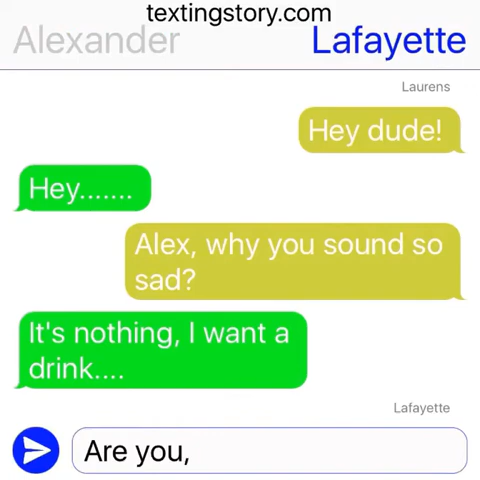 textingstory.com
Alexander Lafayette
Laurens
Hey dude!
Hey.......
Alex, why you sound so
sad?
It's nothing, I want a
drink....
Lafayette
Are you,